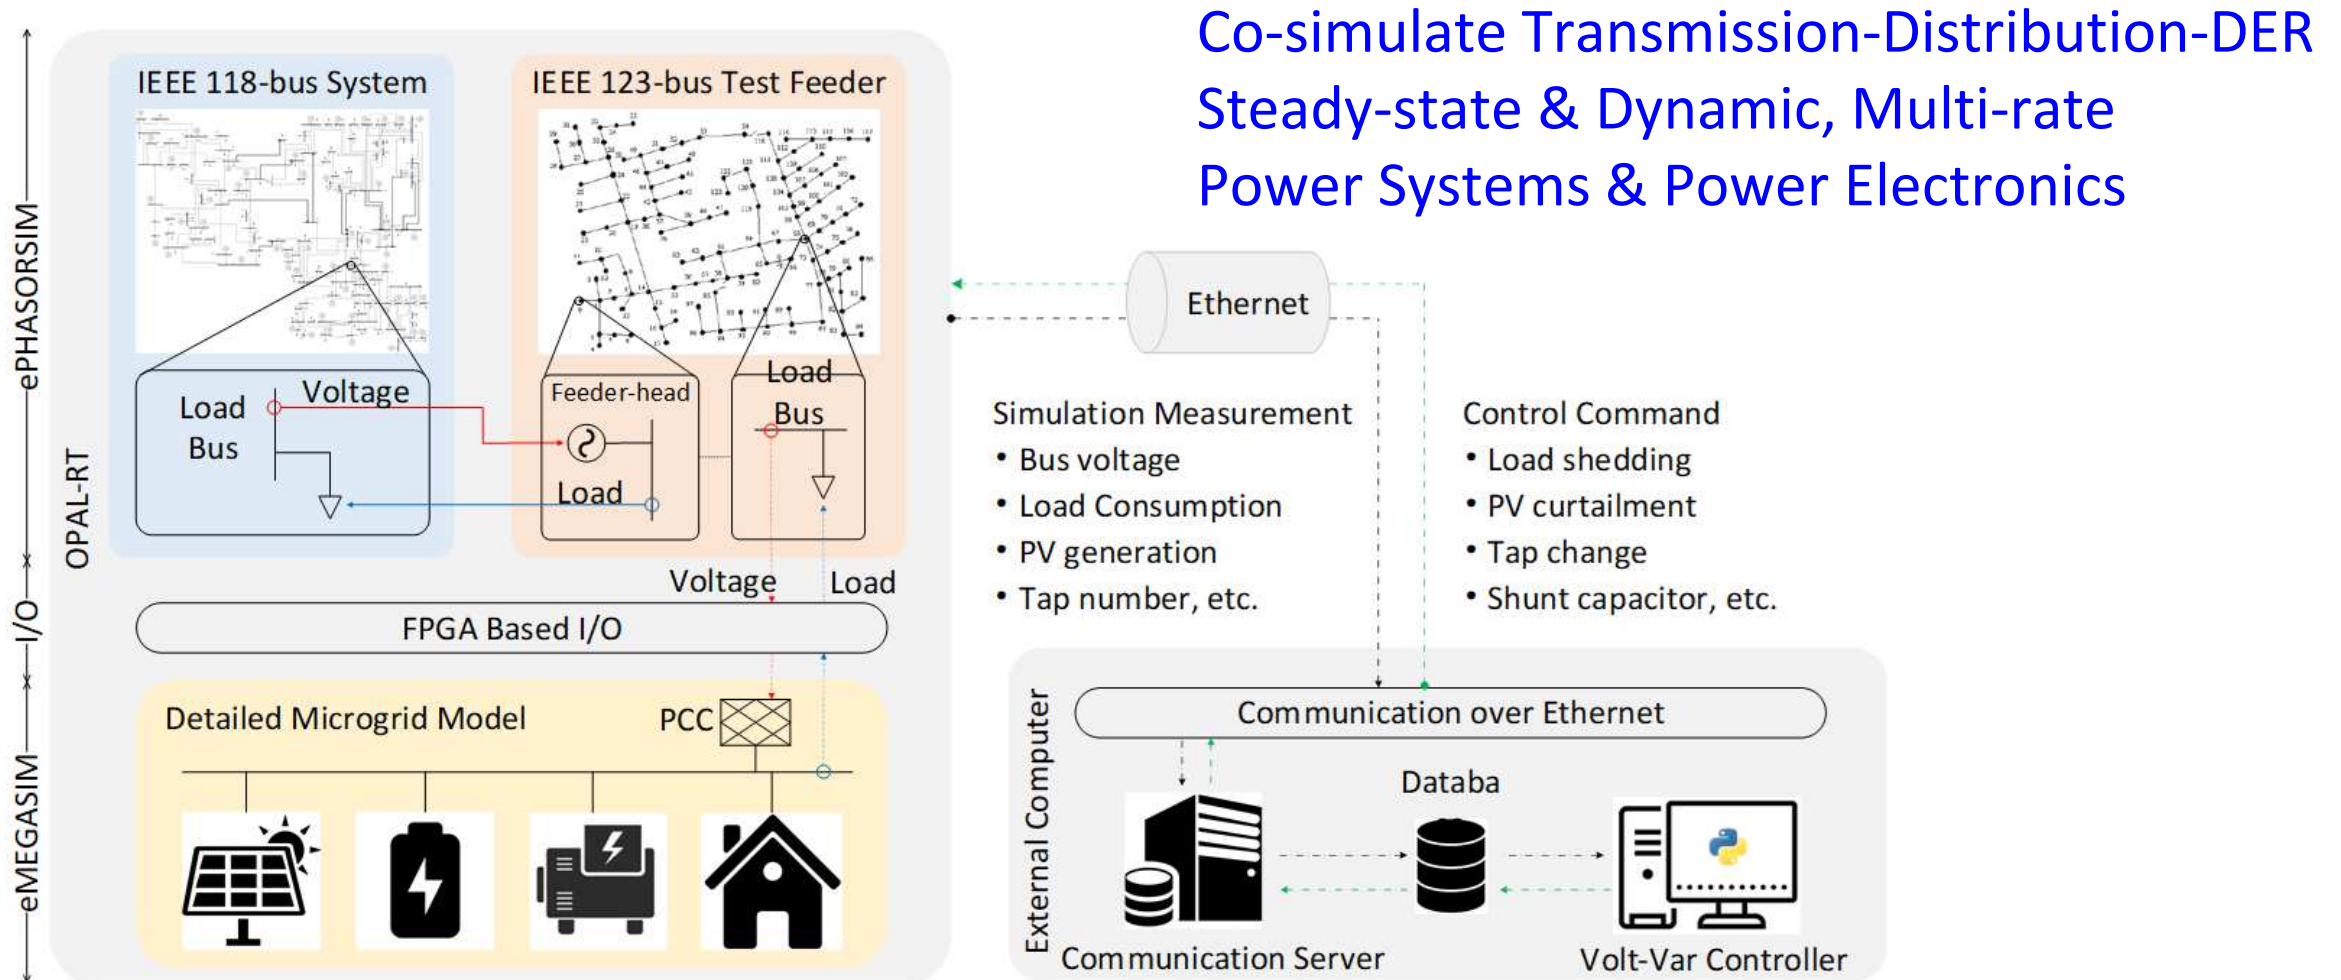 Co-simulate Transmission-Distribution-DER
Steady-state & Dynamic, Multi-rate
Power Systems & Power Electronics
ePHASORSIM
I/O
eMEGASIM
OPAL-RT
IEEE 118-bus System
IEEE 123-bus Test Feeder
Load
Bus
Voltage
Feeder-head
Load
Load
Bus
Voltage
Load
FPGA Based I/O
Detailed Microgrid Model
PCC
Ethernet
Simulation Measurement
• Bus voltage
• Load Consumption
• PV generation
• Tap number, etc.
Control Command
• Load shedding
• PV curtailment
• Tap change
• Shunt capacitor, etc.
External Computer
Communication over Ethernet
Databa
Communication Server
Volt-Var Controller